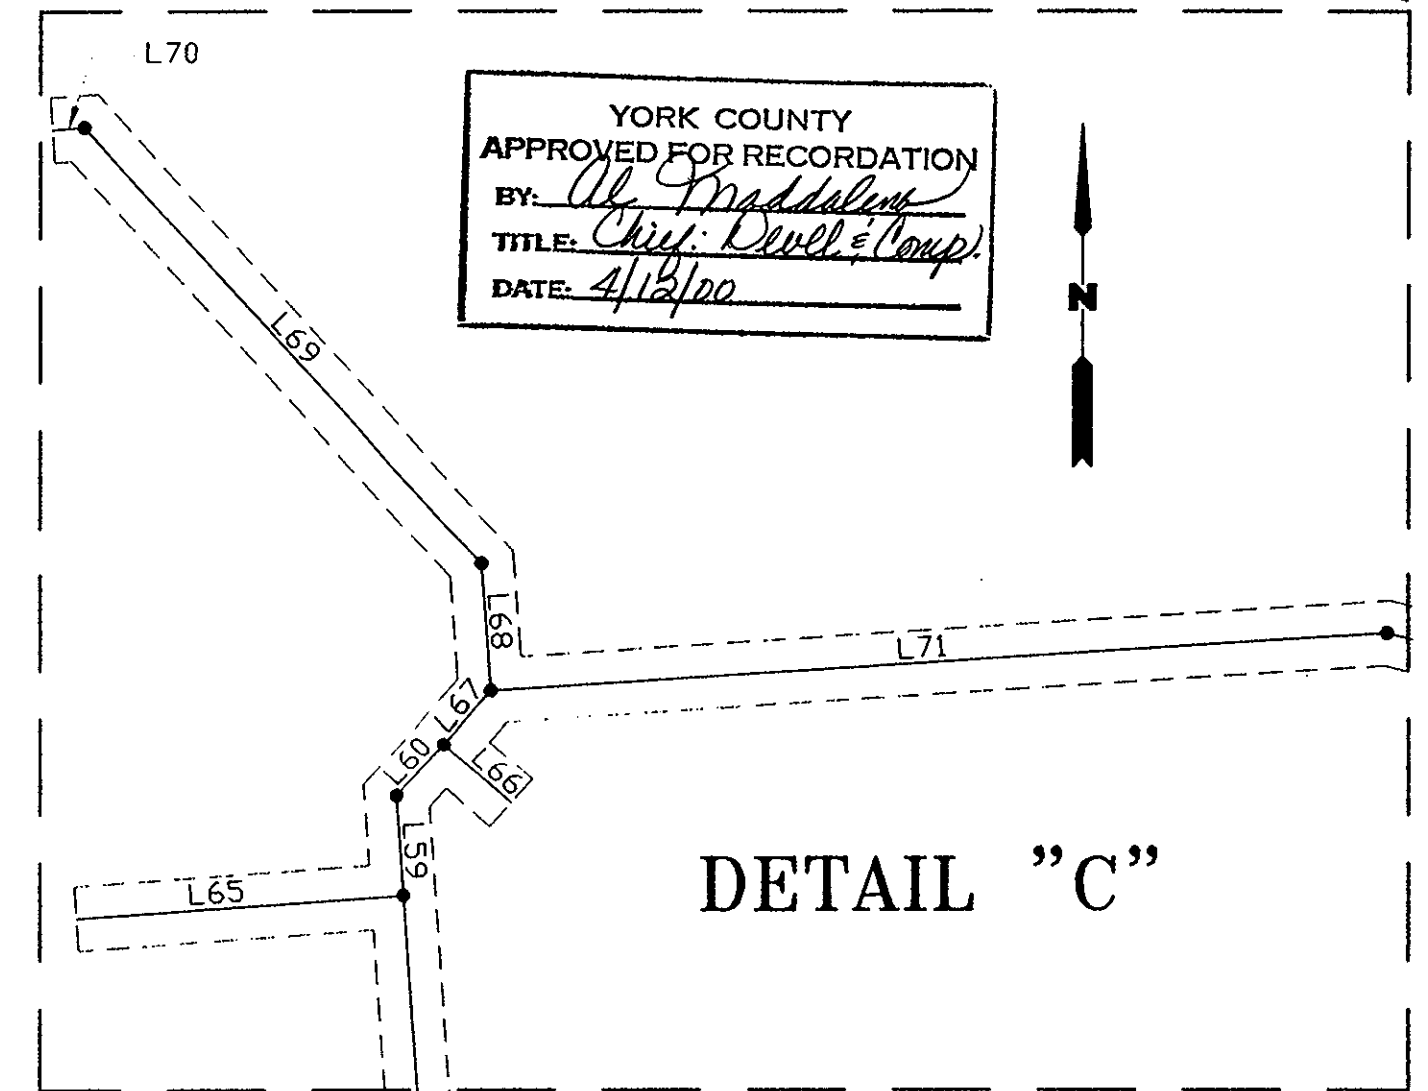 L70
YORK COUNTY
APPROVED FOR RECORDATION
BY: Al Maddalena
TITLE: Chief: Devll. & Comp.
DATE: 4/12/00
N
L69
L68
L71
L67
L60
L66
L59
L65
DETAIL "C"